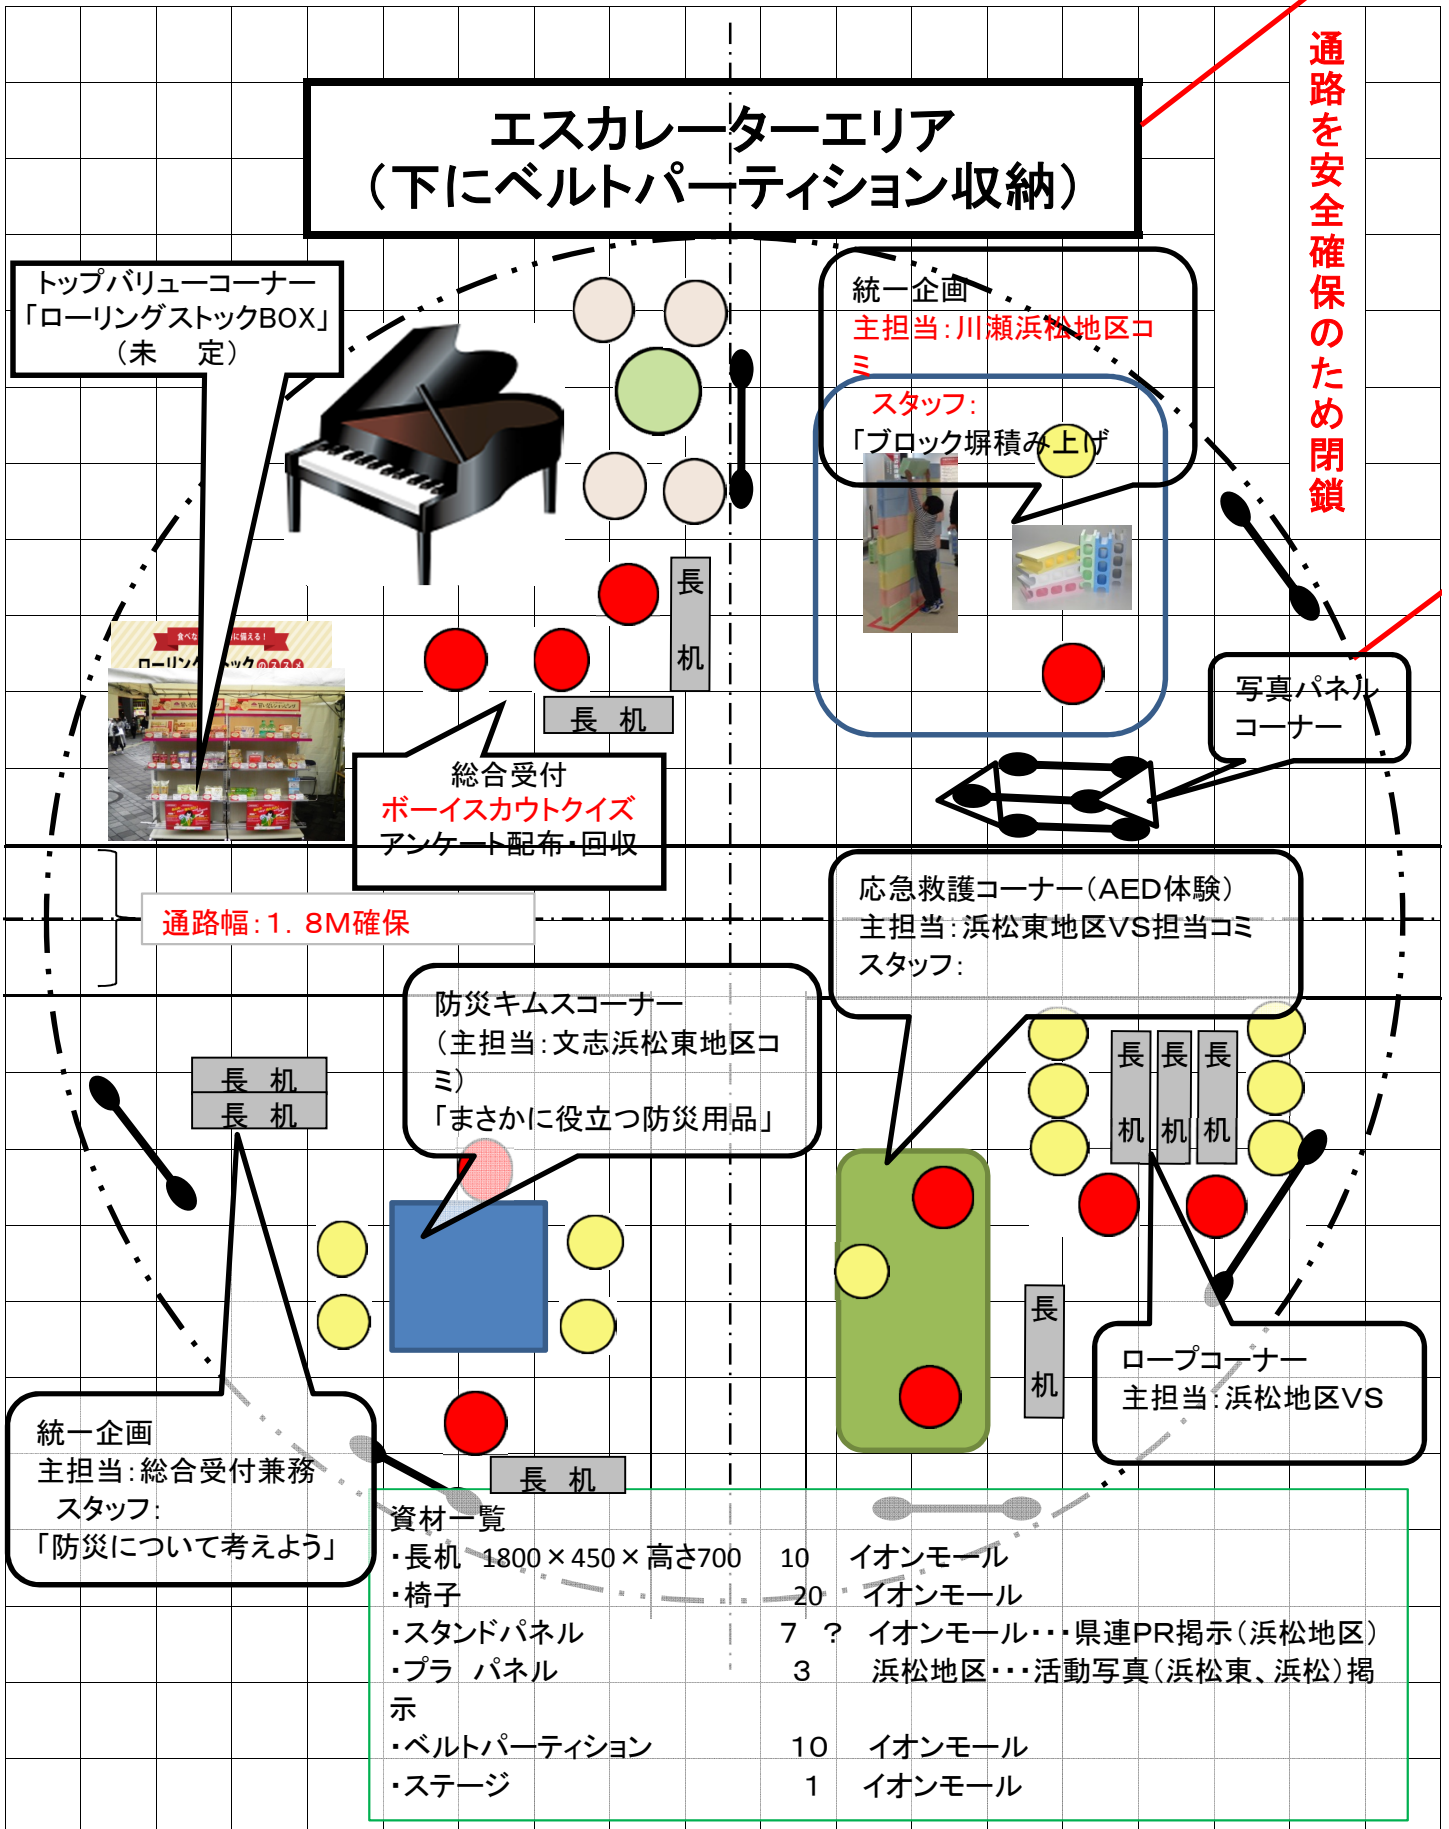 通路を安全確保のため閉鎖
エスカレーターエリア
（下にベルトパーティション収納）
トップバリューコーナー
「ローリングストックBOX」
（未　定）
統一企画
主担当：川瀬浜松地区コ
ミ
スタッフ：
「ブロック塀積み上げ
長
机
長　机
に備える！
のススメ
写真パネル
コーナー
総合受付
ボーイスカウトクイズ
アンケート配布・回収
通路幅：１．８M確保
応急救護コーナー（AED体験）
主担当：浜松東地区VS担当コミ
スタッフ：
防災キムスコーナー
（主担当：文志浜松東地区コ
ミ）
「まさかに役立つ防災用品」
長　机
長　机
長　長　長
机　机　机
長
机
ロープコーナー
主担当：浜松地区VS
統一企画
主担当：総合受付兼務
スタッフ：
「防災について考えよう」
長　机
資材一覧
・長机　1800×450×高さ700　10　イオンモール
・椅子　20　イオンモール
・スタンドパネル　７　？　イオンモール・・・県連PR掲示（浜松地区）
・プラ　パネル　３　浜松地区・・・活動写真（浜松東、浜松）掲
示
・ベルトパーティション　１０　イオンモール
・ステージ　１　イオンモール